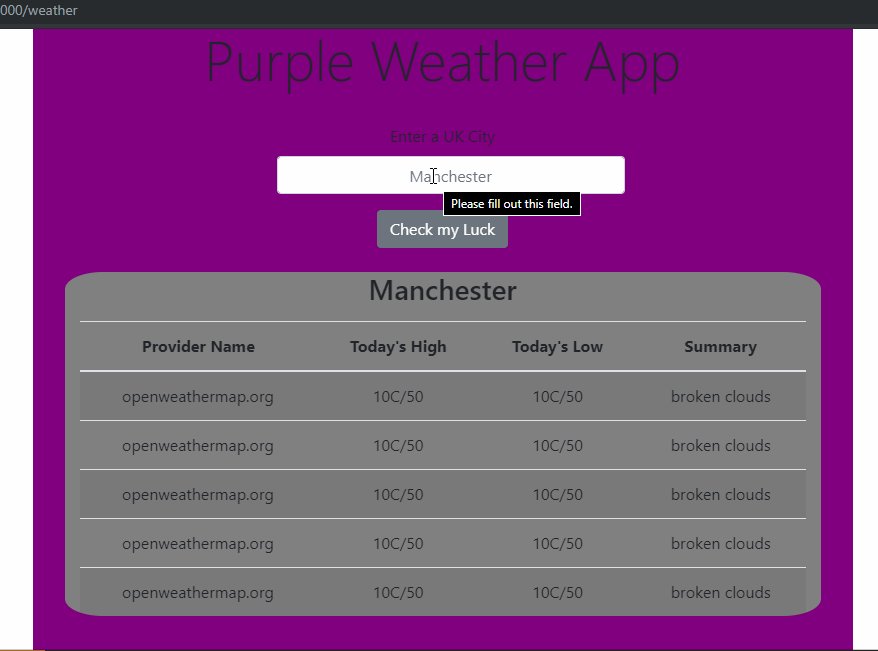 000/weather
Purple Weather App
Enter a UK City
Manchester
Please fill out this field.
Check my Luck
Manchester
Provider Name Today's High Today's Low Summary
openweathermap.org 10C/50 10C/50 broken clouds
openweathermap.org 10C/50 10C/50 broken clouds
openweathermap.org 10C/50 10C/50 broken clouds
openweathermap.org 10C/50 10C/50 broken clouds
openweathermap.org 10C/50 10C/50 broken clouds